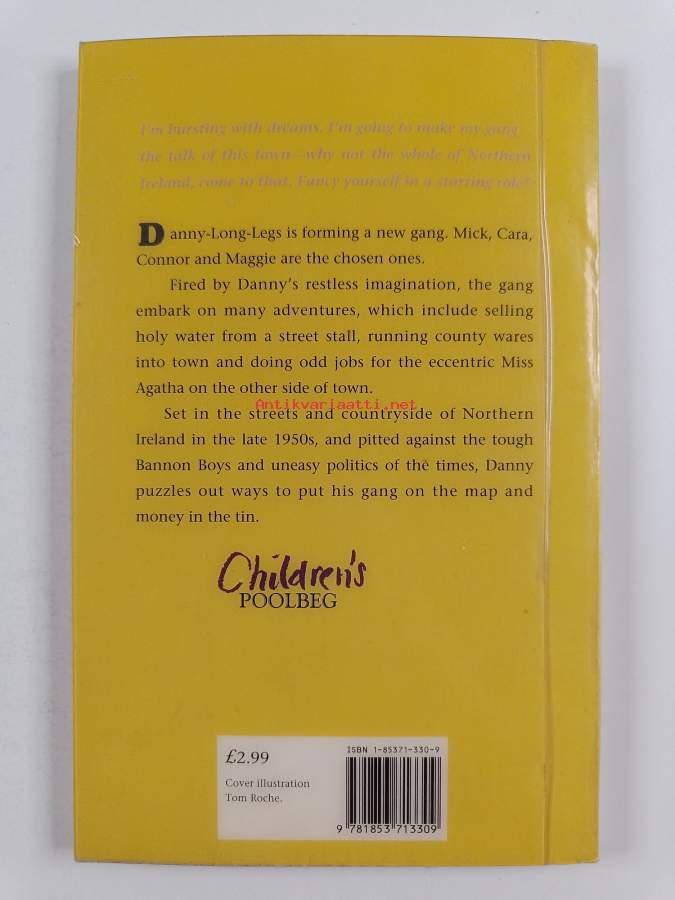 I'm bursting with dreams. I'm going to make my gang
the talk of this town—why not the whole of Northern
Ireland, come to that. Fancy yourself in a starring role?
Danny-Long-Legs is forming a new gang. Mick, Cara,
Connor and Maggie are the chosen ones.
Fired by Danny's restless imagination, the gang
embark on many adventures, which include selling
holy water from a street stall, running county wares
into town and doing odd jobs for the eccentric Miss
Agatha on the other side of town.
Antikvariaatti.net
Set in the streets and countryside of Northern
Ireland in the late 1950s, and pitted against the tough
Bannon Boys and uneasy politics of the times, Danny
puzzles out ways to put his gang on the map and
money in the tin.
Children's
POOLBEG
£2.99
Cover illustration
Tom Roche.
ISBN 1-85371-330-9
9 781853 713309